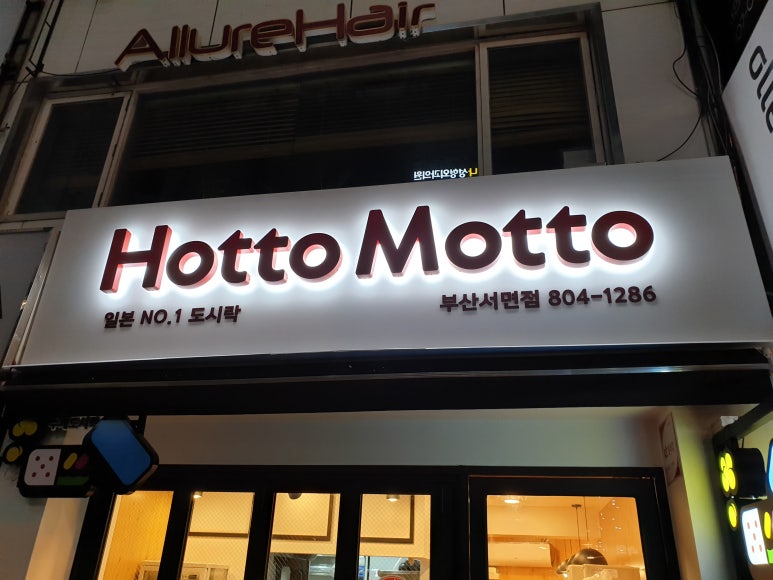 AllureHair
Hotto Motto
일본 NO.1 도시락
부산서면점 804-1286